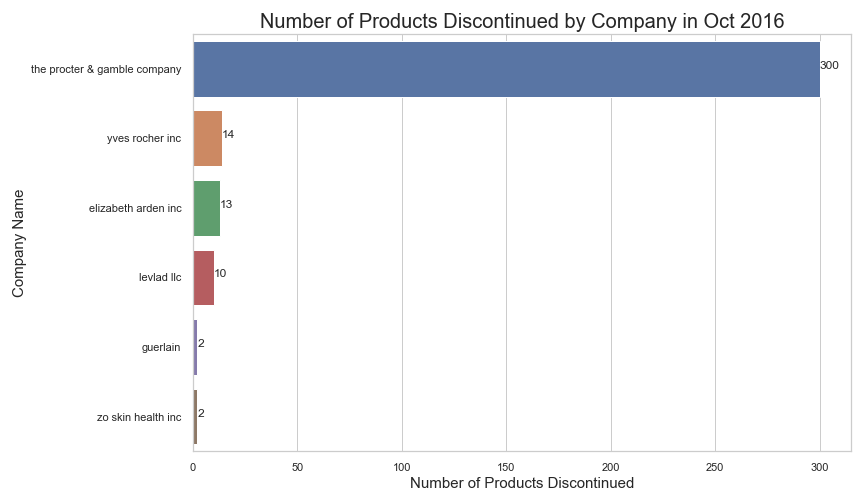 Number of Products Discontinued by Company in Oct 2016
the procter & gamble company
300
yves rocher inc
14
elizabeth arden inc
13
levlad llc
10
guerlain
2
zo skin health inc
2
Company Name
0 50 100 150 200 250 300
Number of Products Discontinued